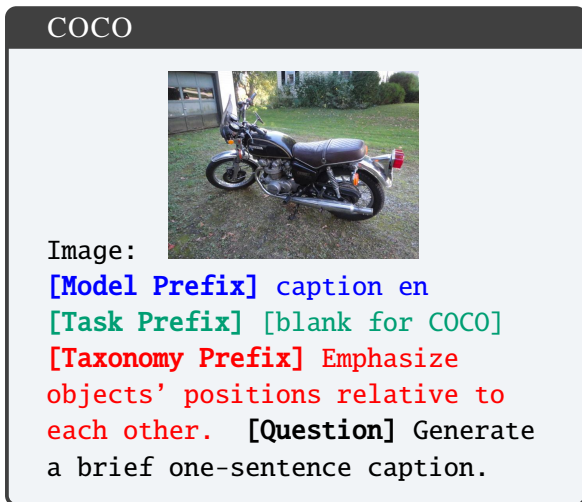 COCO
Image:
[Model Prefix] caption en
[Task Prefix] [blank for COCO]
[Taxonomy Prefix] Emphasize
objects’ positions relative to
each other. [Question] Generate
a brief one-sentence caption.